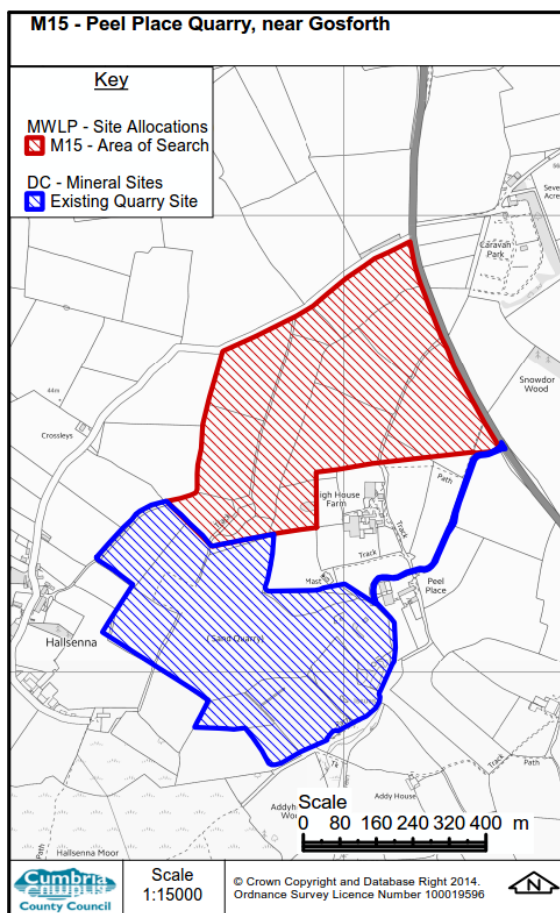 M15 - Peel Place Quarry, near Gosforth
Key
MWLP - Site Allocations
M15 - Area of Search
DC - Mineral Sites
Existing Quarry Site
Caravan
Park
Snowdor
Wood
44m
Crossleys
Path
igh House
Farm
Track
Track
Track
Mast
Peel
Place
Hallsenna
(Sand Quarry)
Track
Addy House
Path
Hallsenna Moor
Scale
0 80 160 240 320 400 m
Cumbria
County Council
Scale
1:15000
© Crown Copyright and Database Right 2014.
Ordnance Survey Licence Number 100019596
N